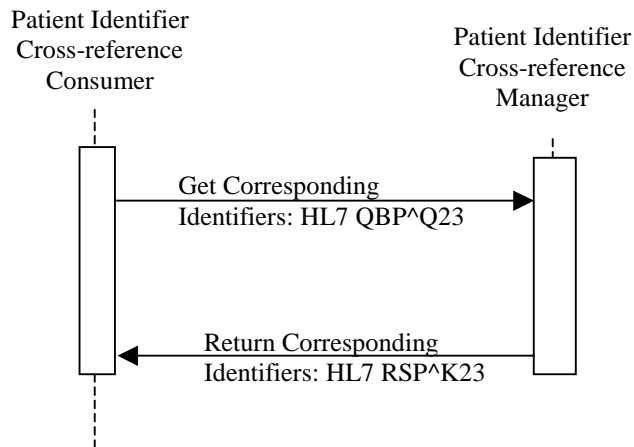 Patient Identifier
Cross-reference
Consumer
Patient Identifier
Cross-reference
Manager
Get Corresponding
Identifiers: HL7 QBP^Q23
Return Corresponding
Identifiers: HL7 RSP^K23